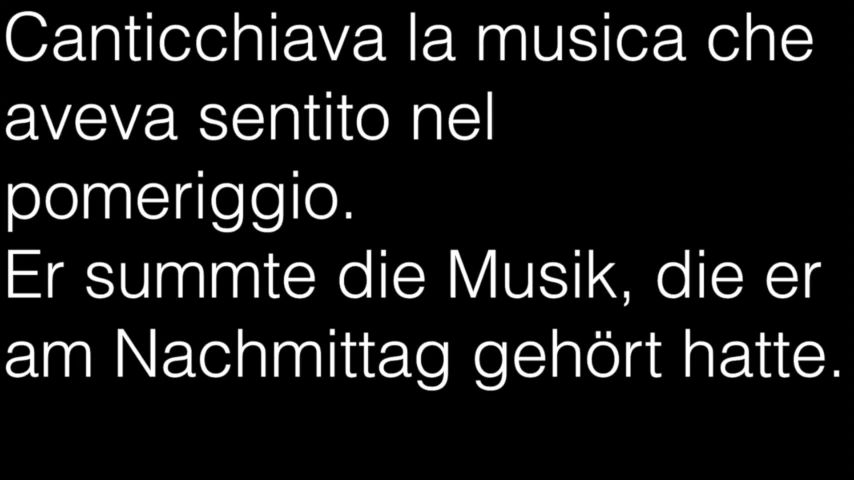 Canticchiava la musica che
aveva sentito nel
pomeriggio.
Er summte die Musik, die er
am Nachmittag gehört hatte.